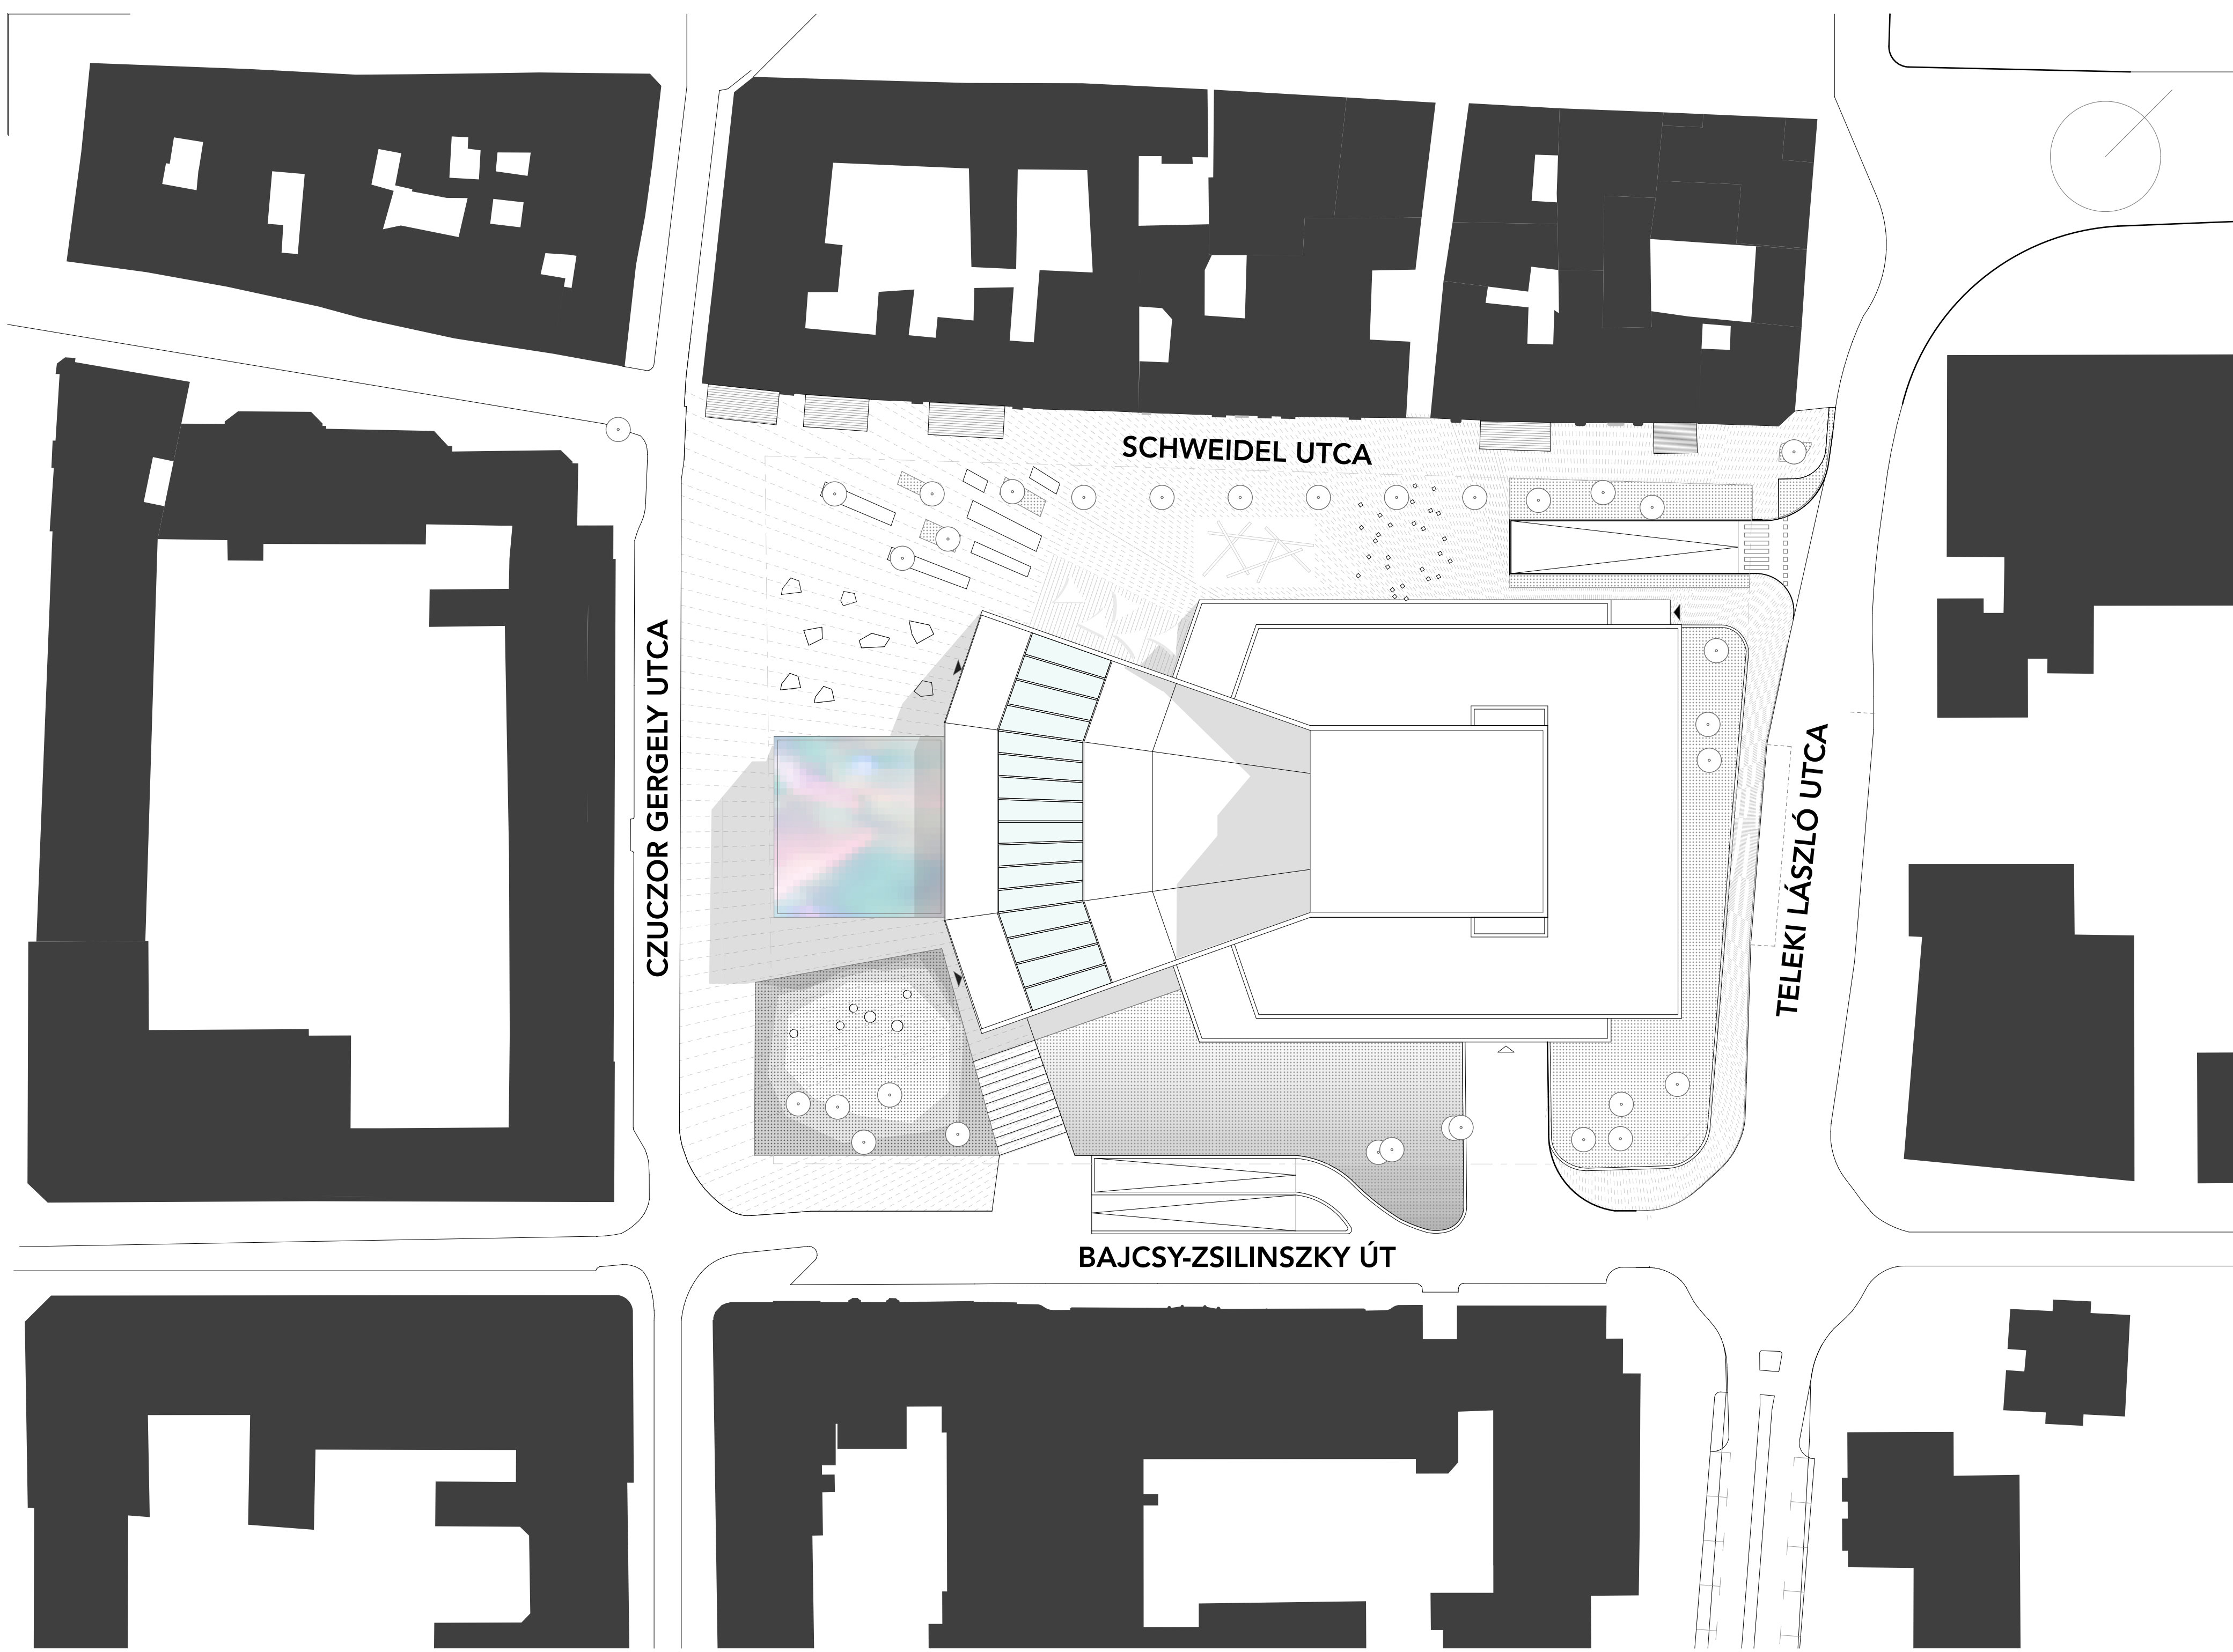 SCHWEIDEL UTCA
CZUCZOR GERGELY UTCA
TELEKI LÁSZLÓ UTCA
BAJCSY-ZSILINSZKY ÚT